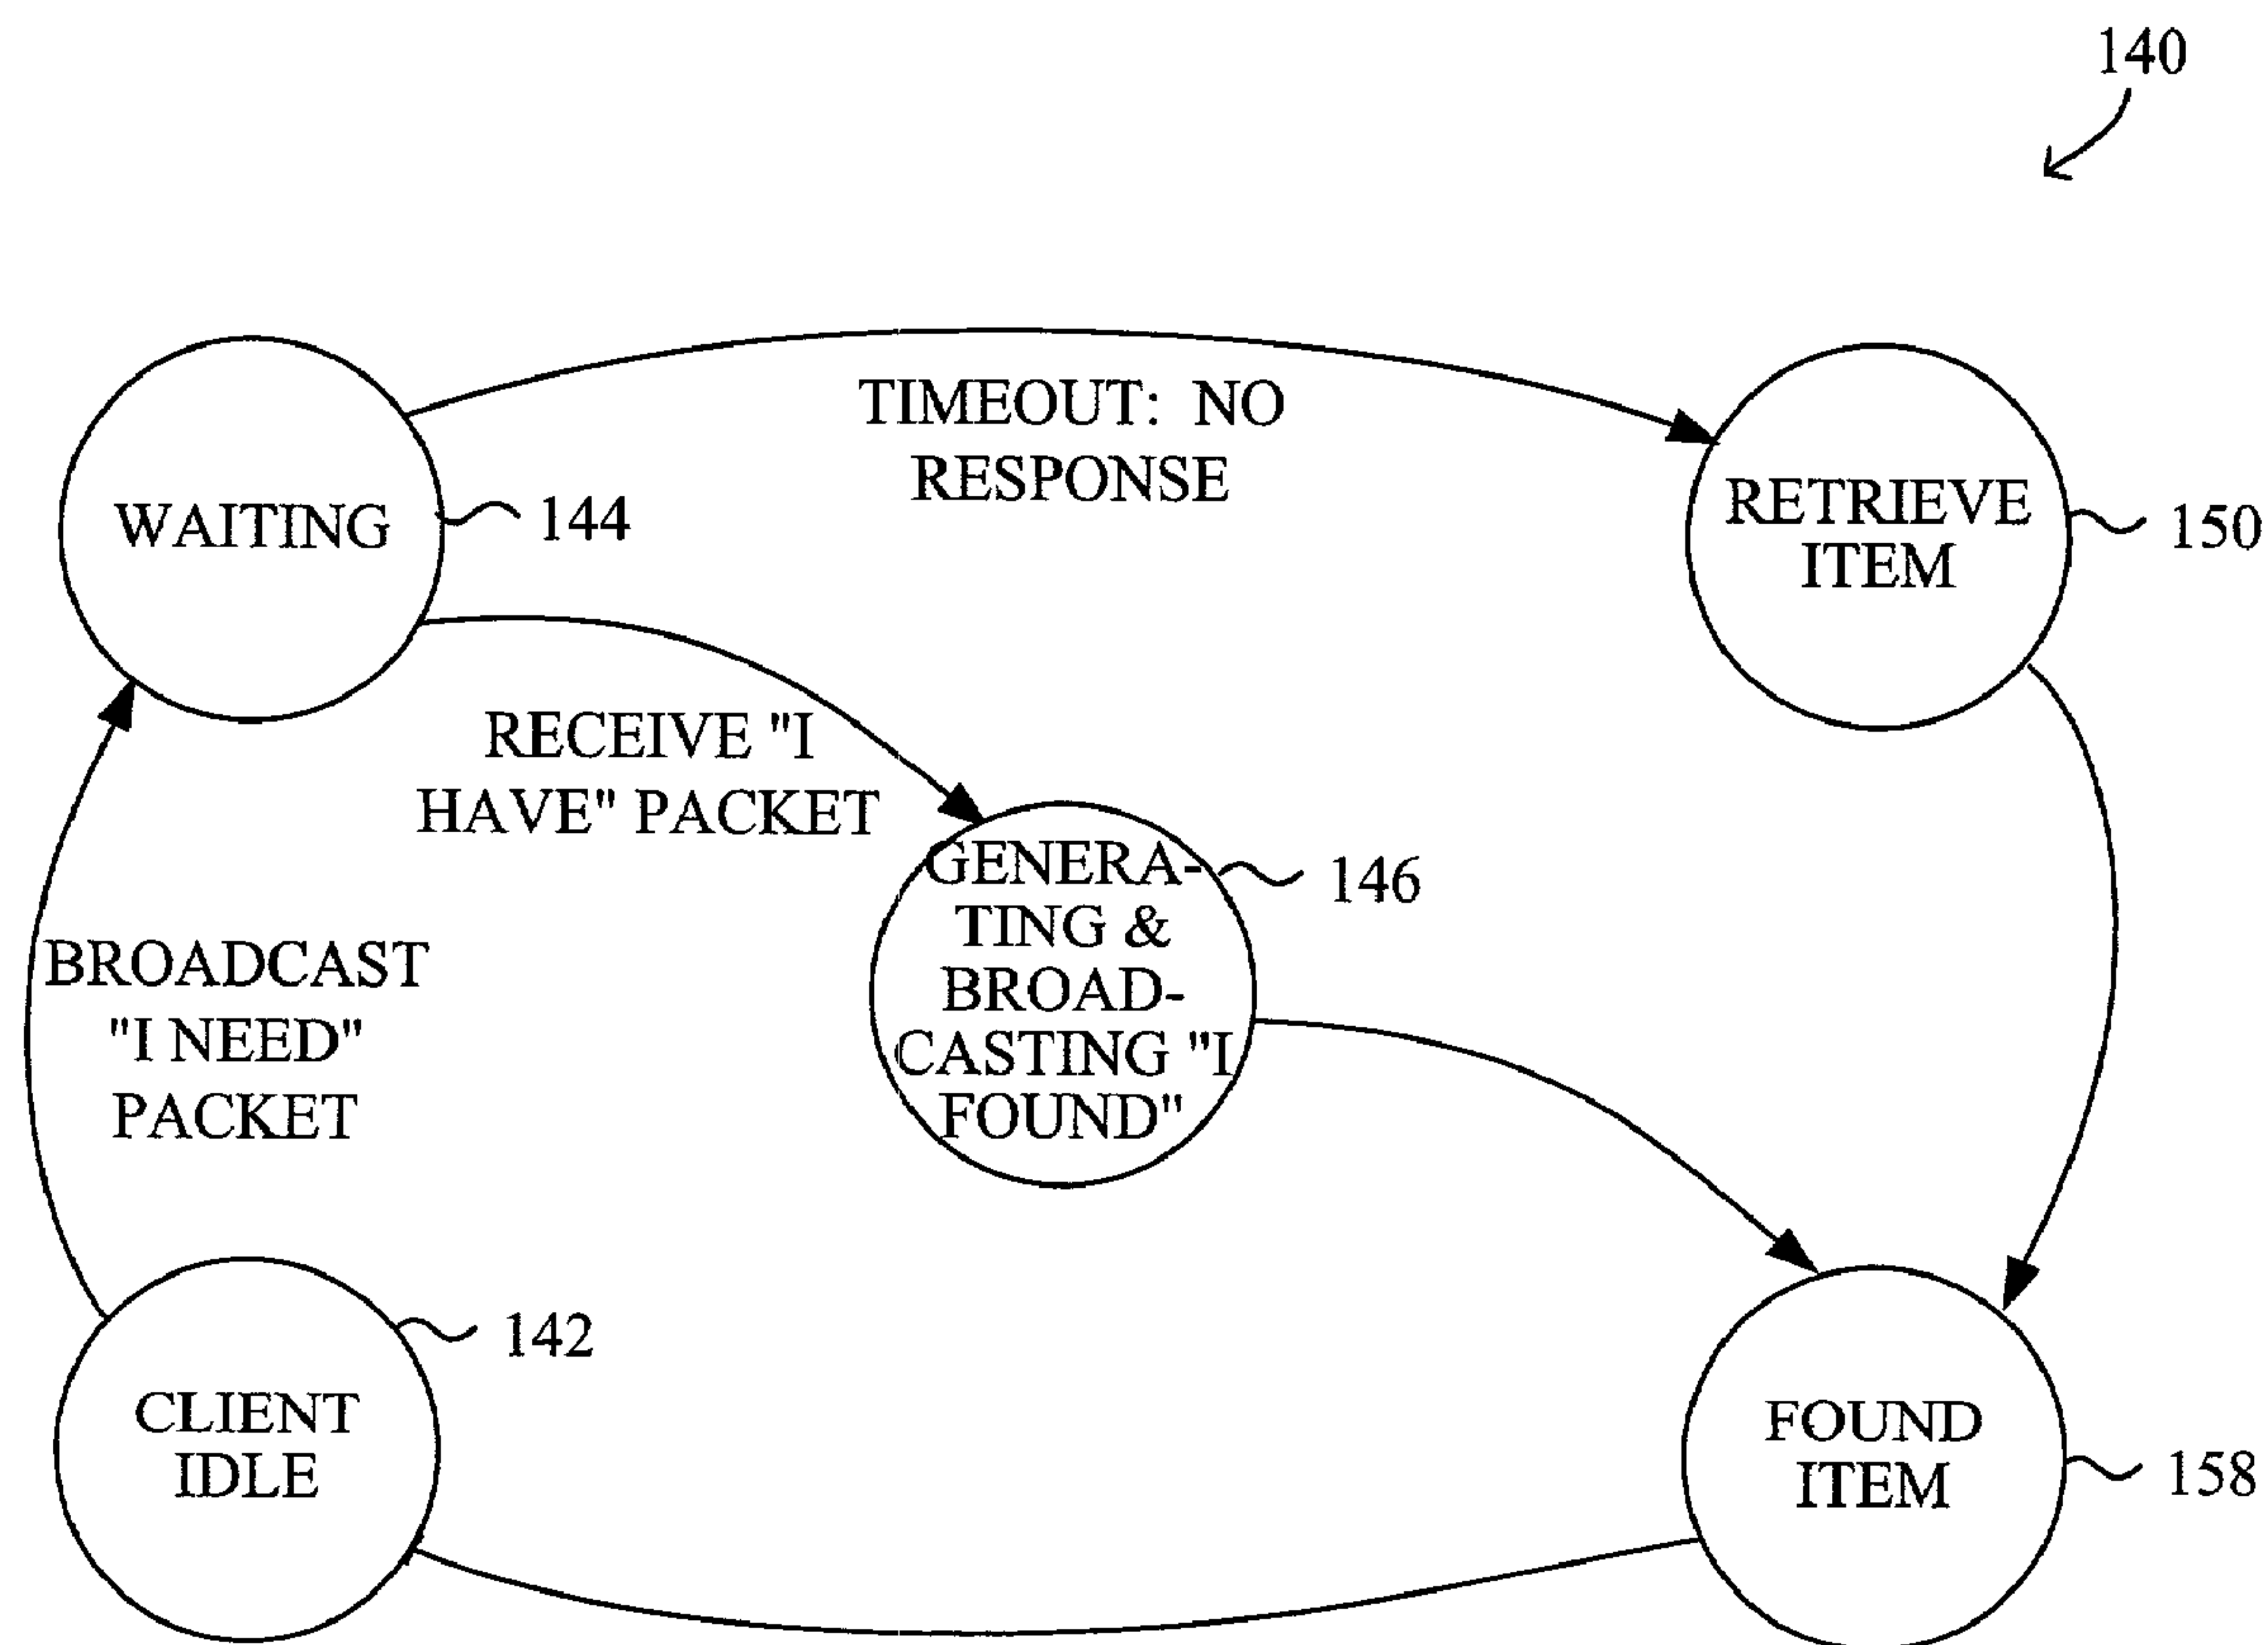 140
TIMEOUT: NO
RESPONSE
WAITING
144
RETRIEVE
ITEM
150
RECEIVE "I
HAVE" PACKET
GENERA-
TING &
BROAD-
CASTING "I
FOUND"
146
BROADCAST
"I NEED"
PACKET
142
CLIENT
IDLE
FOUND
ITEM
158